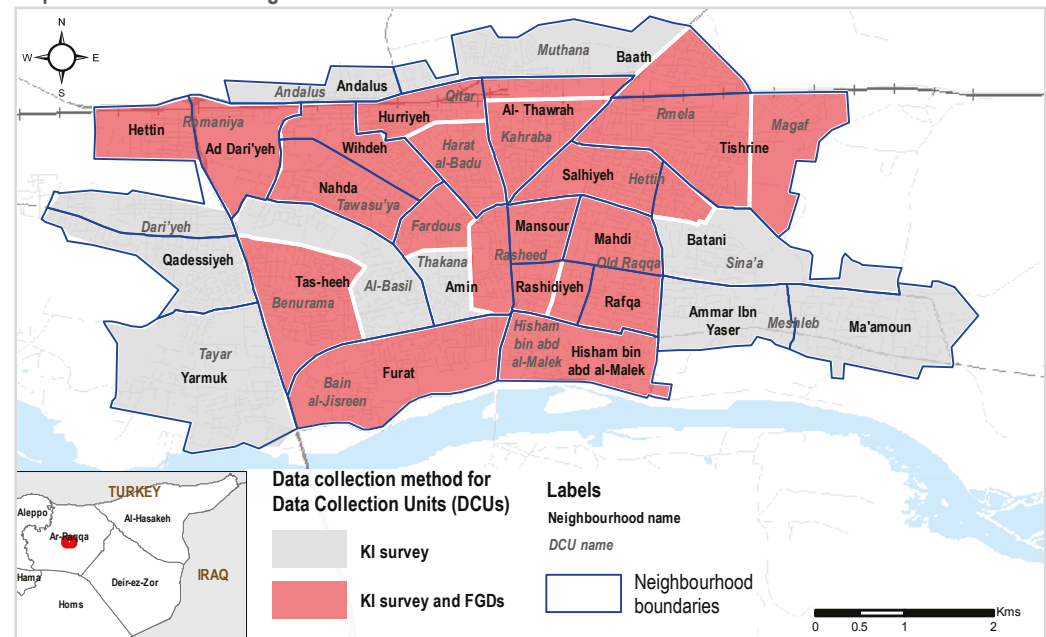 N
W
E
S
Muthana
Baath
Andalus
Andalus
Qitar
Romaniya
Hettin
Hurriyeh
Al- Thawrah
Rmela
Magaf
Ad Dari'yeh
Wihdeh
Harat
al-Badu
Kahraba
Tishrine
Nahda
Salhiyeh
Hettin
Tawasu'ya
Fardous
Dari'yeh
Mansour
Mahdi
Batani
Qadessiyeh
Thakana
Rasheed
Old Raqqa
Sina'a
Tas-heeh
Al-Basil
Amin
Rashidiyeh
Rafqa
Benurama
Ammar Ibn
Yaser
Meshleb
Ma'amoun
Tayar
Yarmuk
Hisham
bin abd
al-Malek
Hisham bin
abd al-Malek
Bain
al-Jisreen
Furat
TURKEY
Aleppo
Al-Hasakeh
Ar-Raqqa
IRAQ
Hama
Deir-ez-Zor
Homs
Data collection method for
Data Collection Units (DCUs)
KI survey
KI survey and FGDs
Labels
Neighbourhood name
DCU name
Neighbourhood
boundaries
Kms
0 0.5 1 2